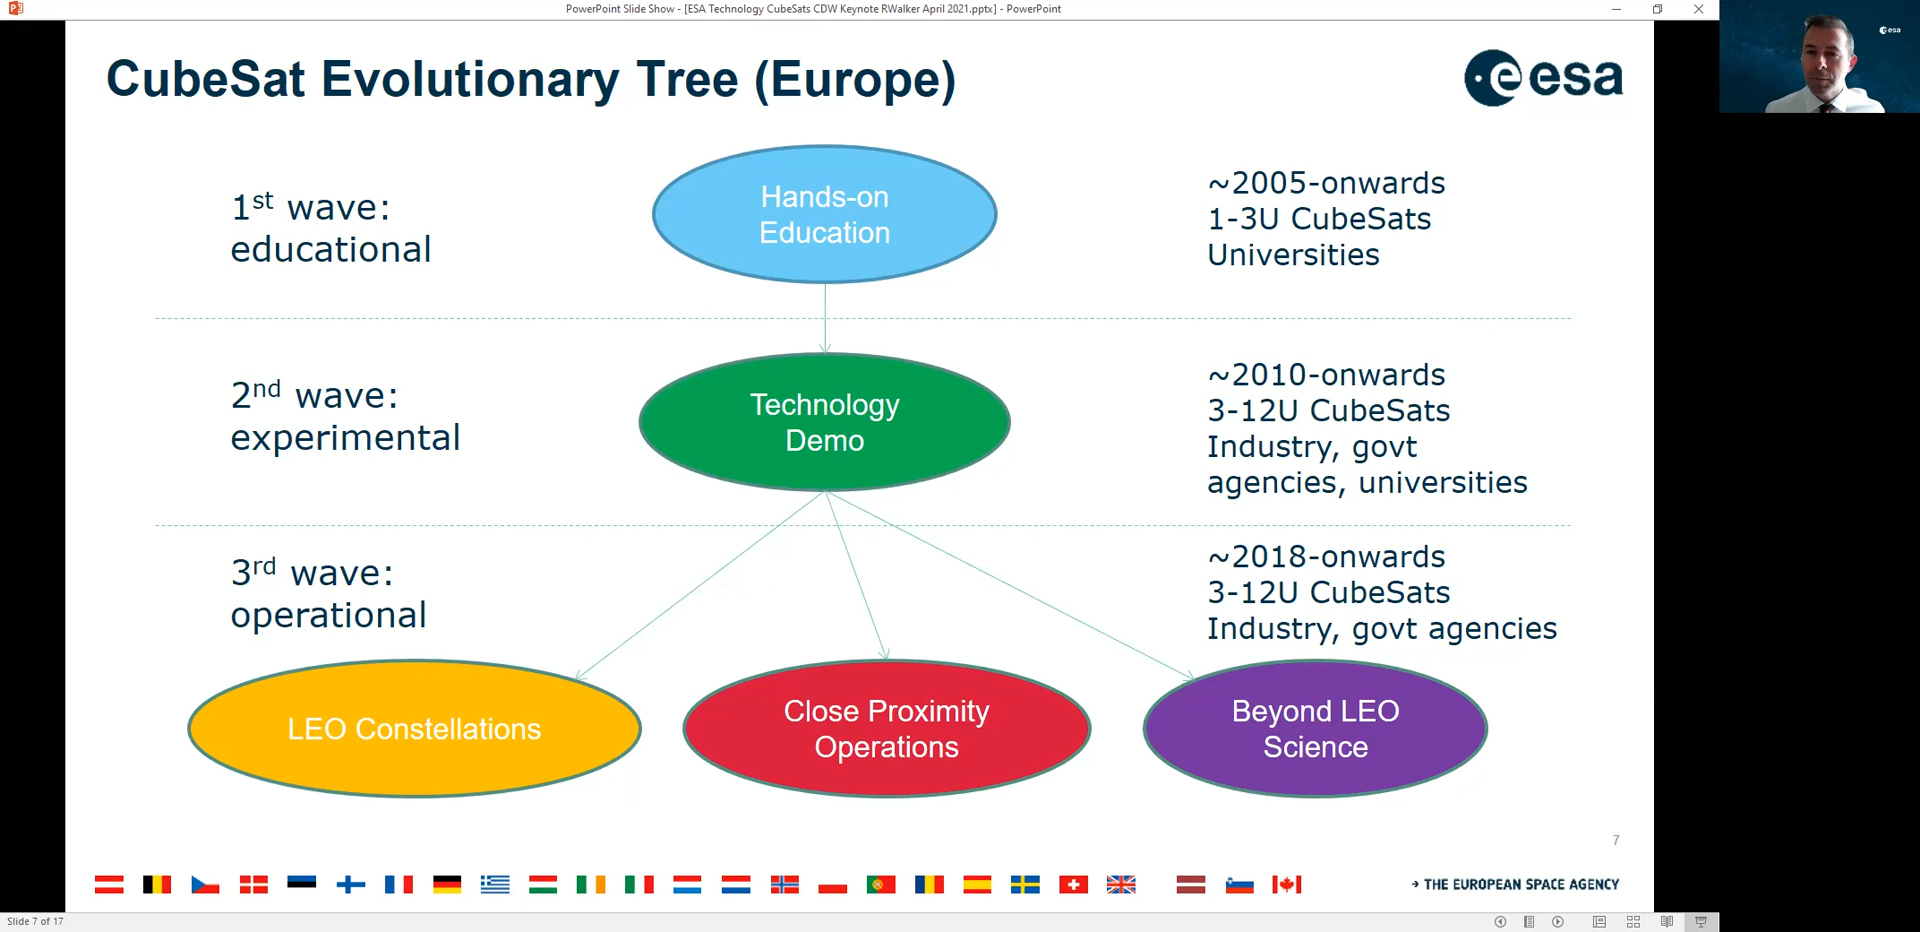 PowerPoint Slide Show - [ESA Technology CubeSats CDW Keynote RWalker April 2021.pptx] - PowerPoint
CubeSat Evolutionary Tree (Europe)
esa
esa
1st wave:
educational
Hands-on
Education
~2005-onwards
1-3U CubeSats
Universities
2nd wave:
experimental
Technology
Demo
~2010-onwards
3-12U CubeSats
Industry, govt
agencies, universities
3rd wave:
operational
~2018-onwards
3-12U CubeSats
Industry, govt agencies
LEO Constellations
Close Proximity
Operations
Beyond LEO
Science
7
→ THE EUROPEAN SPACE AGENCY
Slide 7 of 17